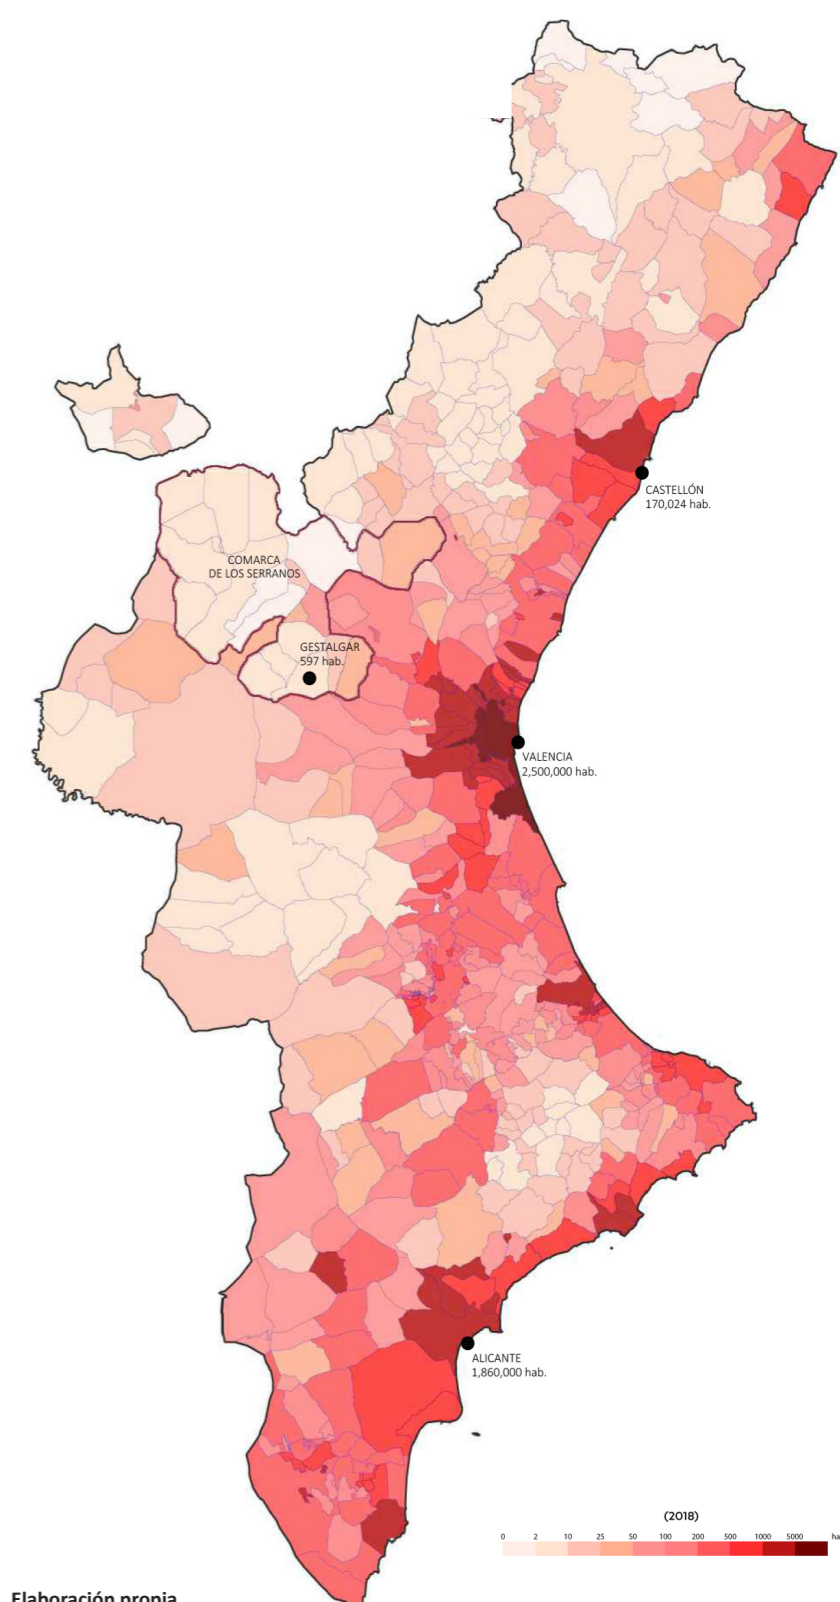 CASTELLÓN
170,024 hab.
COMARCA
DE LOS SERRANOS
GESTALGAR
597 hab.
VALENCIA
2,500,000 hab.
ALICANTE
1,860,000 hab.
(2018)
0 2 10 25 50 100 200 500 1000 5000 ha
Elaboración propia